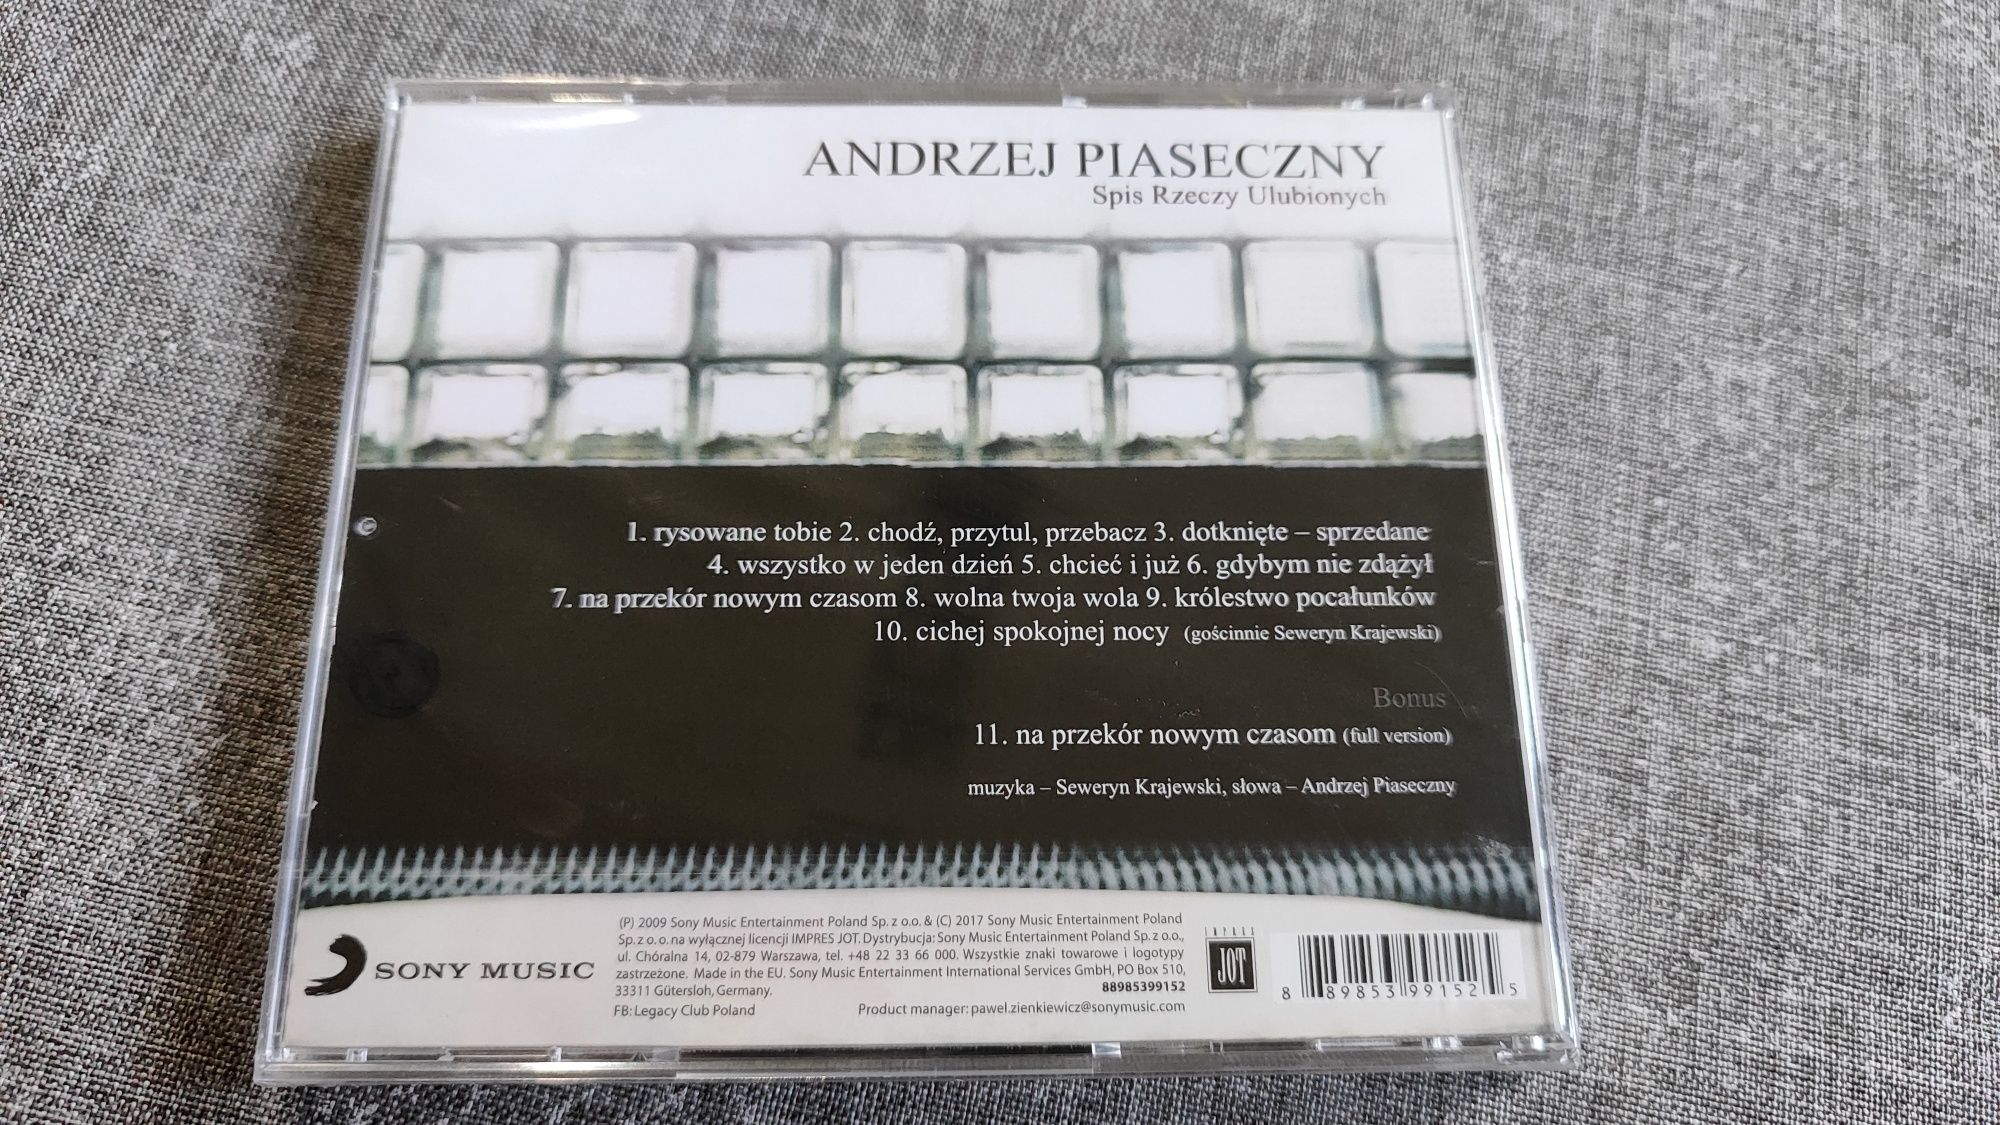 ANDRZEJ PIASECZNY
Spis Rzeczy Ulubionych
1. rysowane tobie 2. chodź, przytul, przebacz 3. dotknięte – sprzedane
4. wszystko w jeden dzień 5. chcieć i już 6. gdybym nie zdążył
7. na przekór nowym czasom 8. wolna twoja wola 9. królestwo pocałunków
10. cichej spokojnej nocy (gościnnie Seweryn Krajewski)
Bonus
11. na przekór nowym czasom (full version)
muzyka – Seweryn Krajewski, słowa – Andrzej Piaseczny
SONY MUSIC
(P) 2009 Sony Music Entertainment Poland Sp. z o.o. & (C) 2017 Sony Music Entertainment Poland
Sp. z o. o. na wyłącznej licencji IMPRES JOT. Dystrybucja: Sony Music Entertainment Poland Sp. z o.o.,
ul. Chóralna 14, 02-879 Warszawa, tel. +48 22 33 66 000. Wszystkie znaki towarowe i logotypy
zastrzeżone. Made in the EU. Sony Music Entertainment International Services GmbH, PO Box 510,
33311 Gütersloh, Germany.
88985399152
FB: Legacy Club Poland
Product manager: pawel.zienkiewicz@sonymusic.com
IMPRES
JOT
8 89853 99152 5